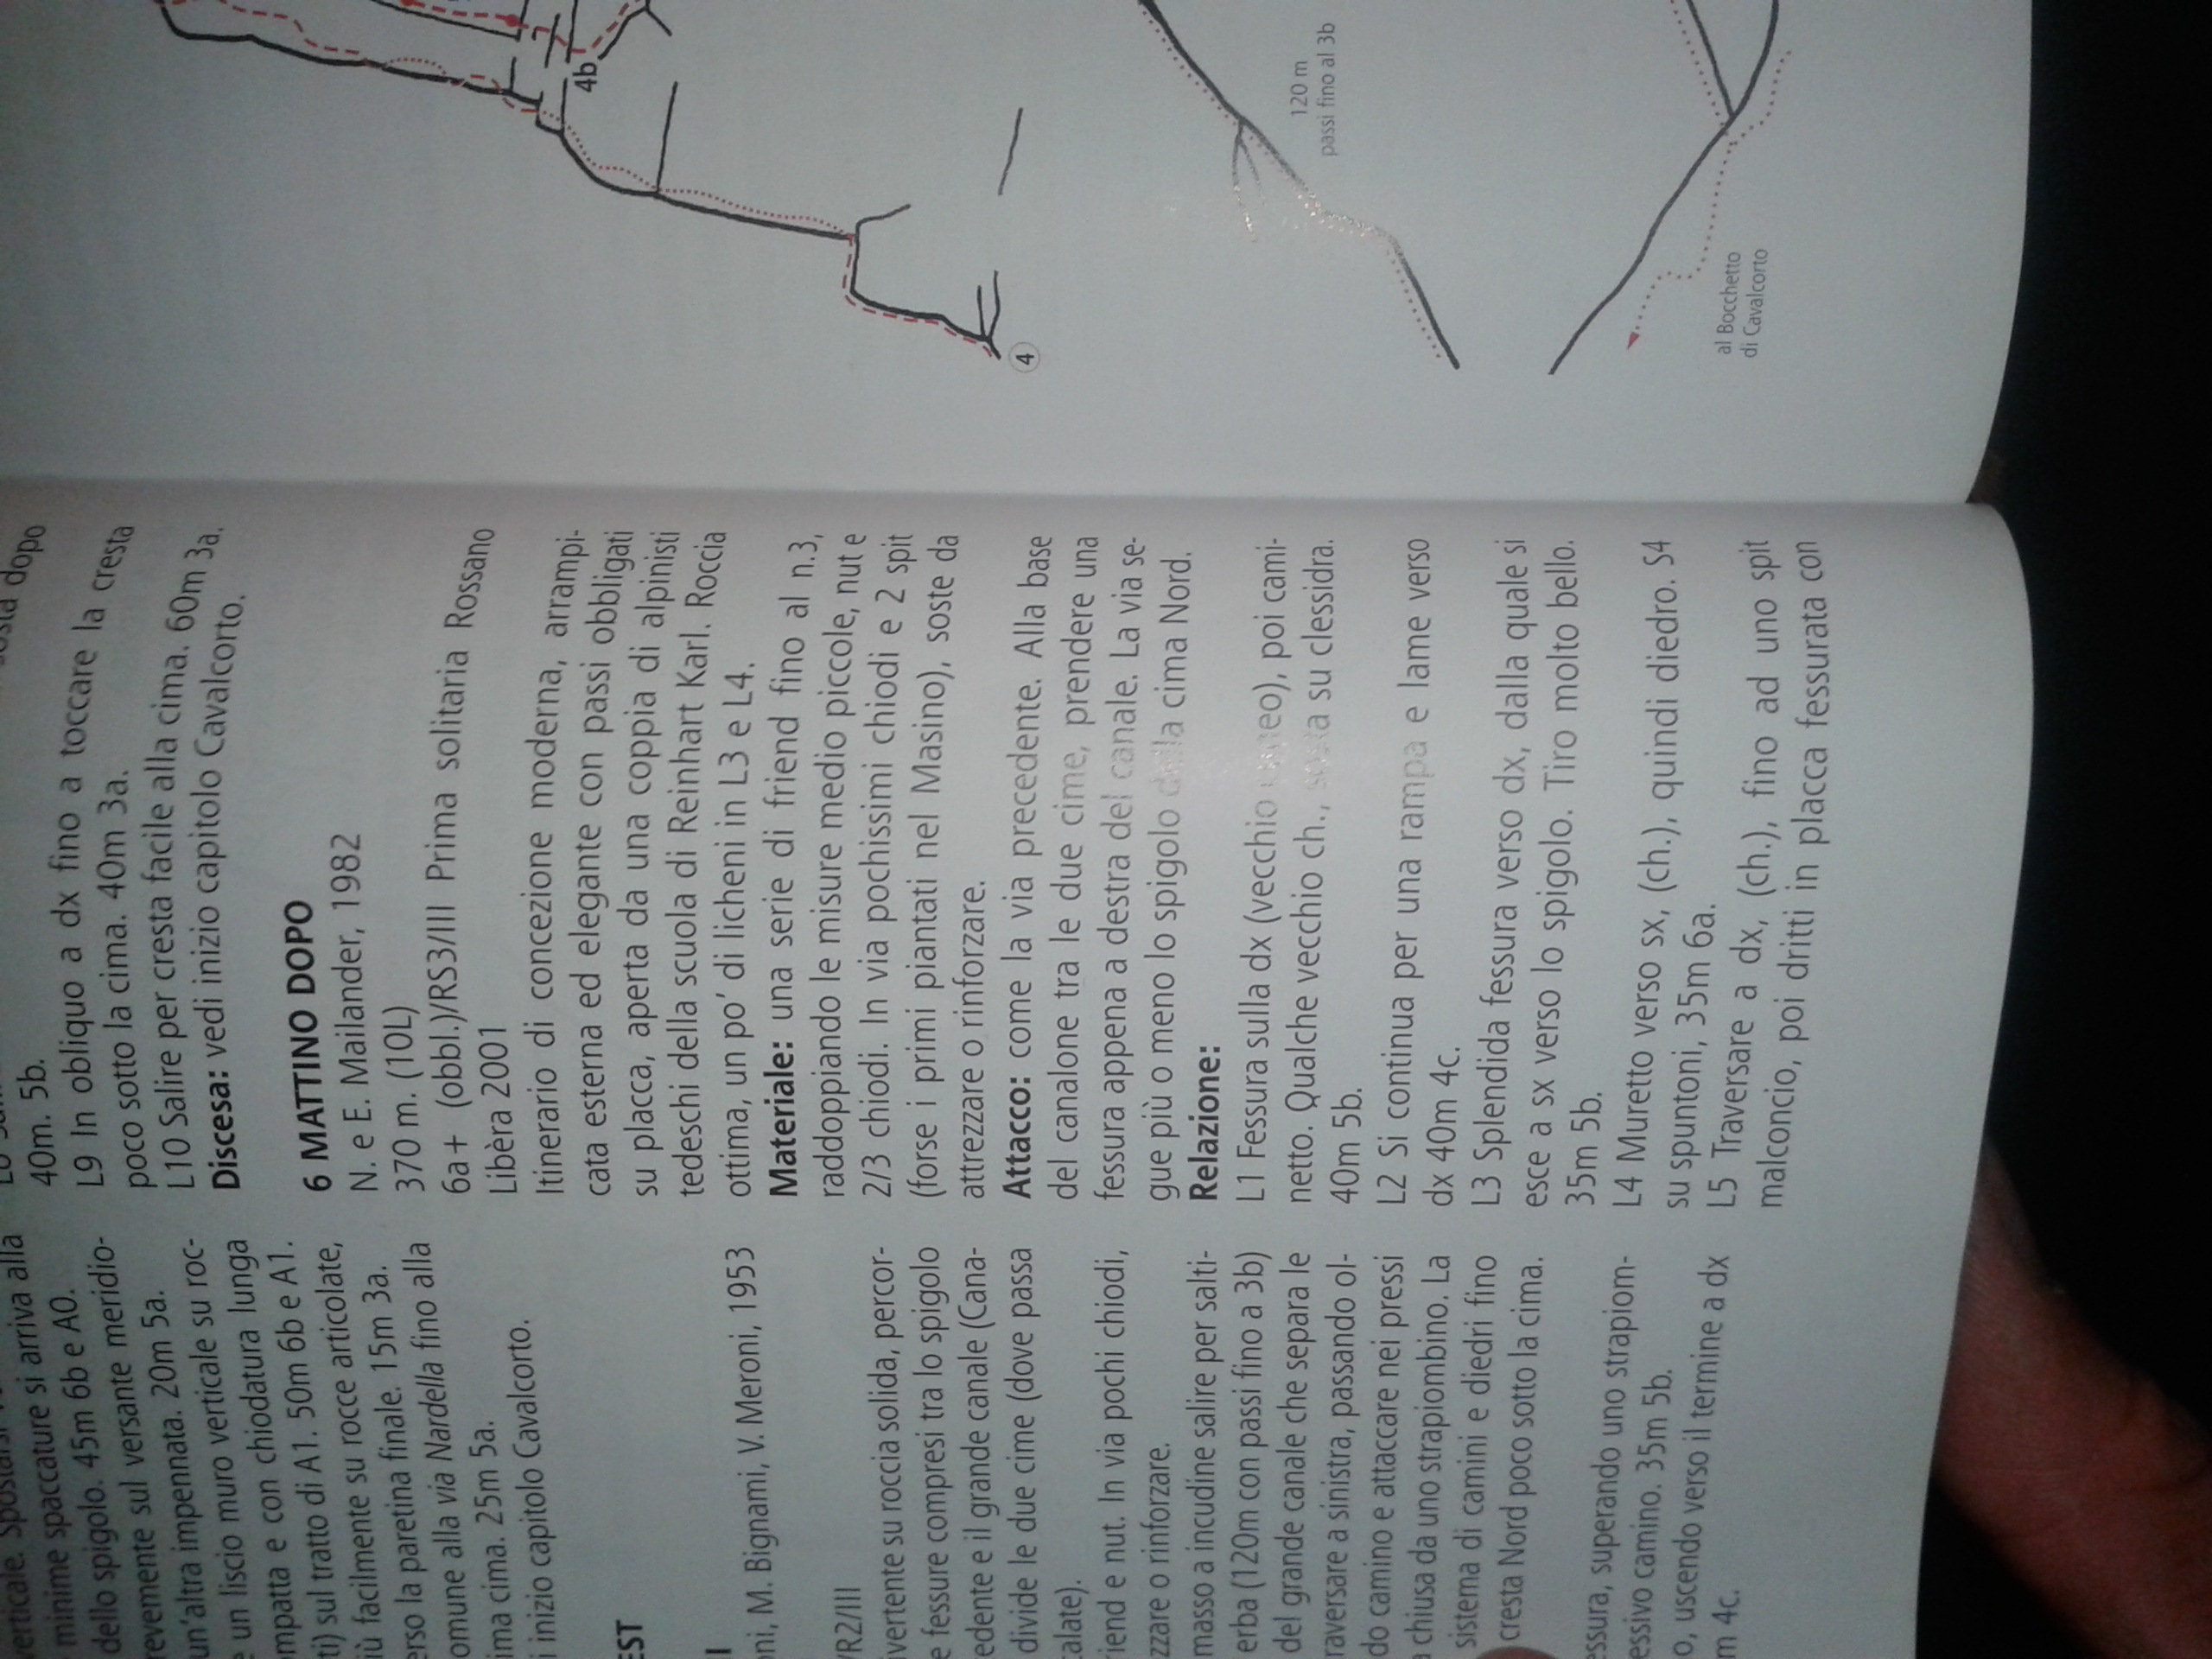 verticale.
minime spaccature si arriva alla
dello spigolo. 45m 6b e A0.
revemente sul versante meridio-
un'altra impennata. 20m 5a.
e un liscio muro verticale su roc-
mpatta e con chiodatura lunga
ti) sul tratto di A1. 50m 6b e A1.
iù facilmente su rocce articolate,
erso la paretina finale. 15m 3a.
omune alla via Nardella fino alla
ima cima. 25m 5a.
i inizio capitolo Cavalcorto.
EST
I
oni, M. Bignami, V. Meroni, 1953
/R2/III
ivertente su roccia solida, percor-
e fessure compresi tra lo spigolo
edente e il grande canale (Cana-
divide le due cime (dove passa
calate).
riend e nut. In via pochi chiodi,
zzare o rinforzare.
masso a incudine salire per salti-
erba (120m con passi fino a 3b)
del grande canale che separa le
raversare a sinistra, passando ol-
do camino e attaccare nei pressi
a chiusa da uno strapiombino. La
sistema di camini e diedri fino
cresta Nord poco sotto la cima.
essura, superando uno strapiom-
essivo camino. 35m 5b.
o, uscendo verso il termine a dx
m 4c.
dopo
40m. 5b.
L9 In obliquo a dx fino a toccare la cresta
poco sotto la cima. 40m 3a.
L10 Salire per cresta facile alla cima. 60m 3a.
Discesa: vedi inizio capitolo Cavalcorto.
6 MATTINO DOPO
N. e E. Mailander, 1982
370 m. (10L)
6a+ (obbl.)/RS3/III Prima solitaria Rossano
Libèra 2001
Itinerario di concezione moderna, arrampi-
cata esterna ed elegante con passi obbligati
su placca, aperta da una coppia di alpinisti
tedeschi della scuola di Reinhart Karl. Roccia
ottima, un po' di licheni in L3 e L4.
Materiale: una serie di friend fino al n.3,
raddoppiando le misure medio piccole, nut e
2/3 chiodi. In via pochissimi chiodi e 2 spit
(forse i primi piantati nel Masino), soste da
attrezzare o rinforzare.
Attacco: come la via precedente. Alla base
del canalone tra le due cime, prendere una
fessura appena a destra del canale. La via se-
gue più o meno lo spigolo della cima Nord.
Relazione:
L1 Fessura sulla dx (vecchio poi cami-
netto. Qualche vecchio ch., sosta su clessidra.
40m 5b.
L2 Si continua per una rampa e lame verso
dx 40m 4c.
L3 Splendida fessura verso dx, dalla quale si
esce a sx verso lo spigolo. Tiro molto bello.
35m 5b.
L4 Muretto verso sx, (ch.), quindi diedro. S4
su spuntoni, 35m 6a.
L5 Traversare a dx, (ch.), fino ad uno spit
malconcio, poi dritti in placca fessurata con
4b
4
120 m
passi fino al 3b
al Bocchetto
di Cavalcorto